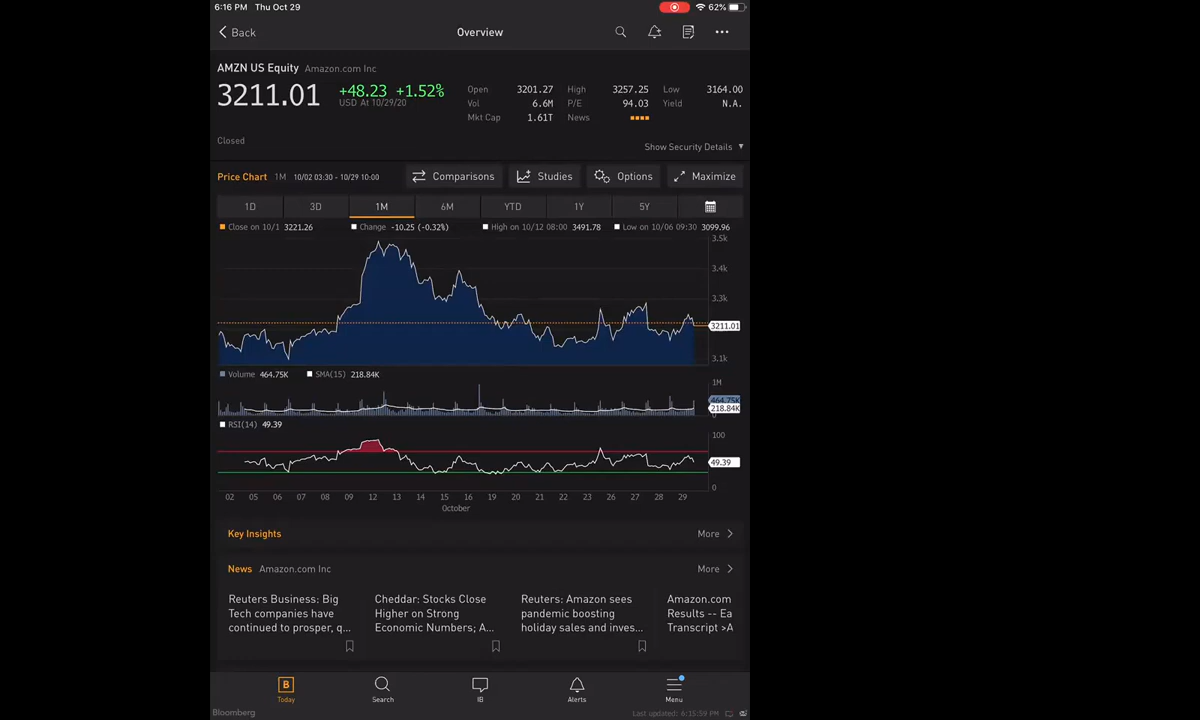 6:16 PM Thu Oct 29
62%
Back
Overview
AMZN US Equity Amazon.com Inc
3211.01 +48.23 +1.52%
USD At 10/29/20
Open 3201.27 High 3257.25 Low 3164.00
Vol 6.6M P/E 94.03 Yield N.A.
Mkt Cap 1.61T News
Closed
Show Security Details
Price Chart 1M 10/02 03:30 - 10/29 10:00 Comparisons Studies Options Maximize
1D 3D 1M 6M YTD 1Y 5Y
Close on 10/1 3221.26 Change -10.25 (-0.32%) High on 10/12 08:00 3491.78 Low on 10/06 09:30 3099.96
3.5k
3.4k
3.3k
3211.01
3.1k
Volume 464.75K SMA(15) 218.84K
1M
464.75K
218.84K
0
RSI(14) 49.39
100
49.39
0
02 05 06 07 08 09 12 13 14 15 16 19 20 21 22 23 26 27 28 29
October
Key Insights More
News Amazon.com Inc More
Reuters Business: Big
Tech companies have
continued to prosper, q...
Cheddar: Stocks Close
Higher on Strong
Economic Numbers; A...
Reuters: Amazon sees
pandemic boosting
holiday sales and inves...
Amazon.com
Results -- Ea
Transcript >A
B
Today Search IB Alerts Menu
Bloomberg
Last updated: 6:15:59 PM